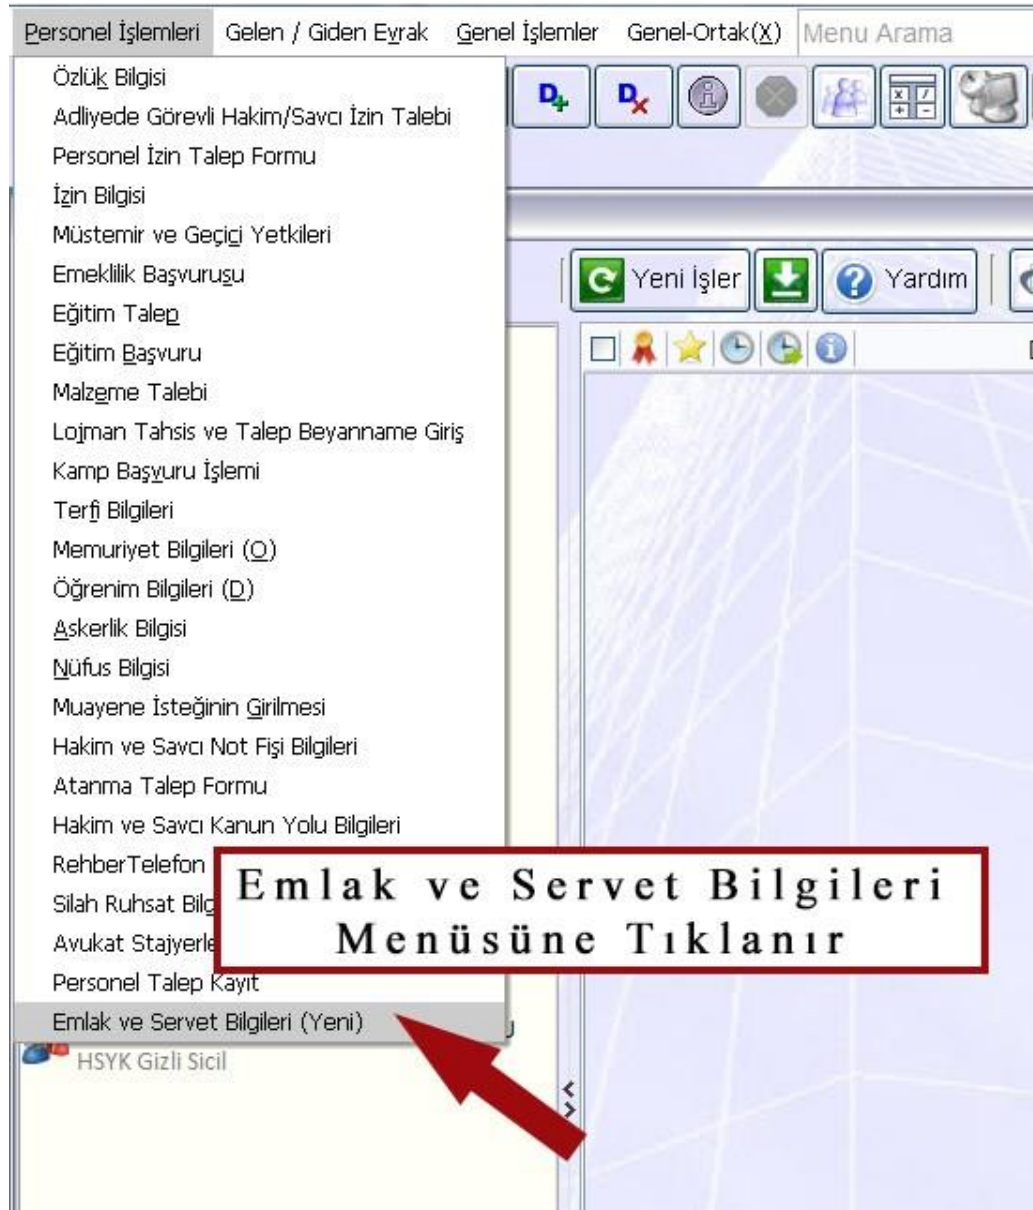 Personel İşlemleri Gelen / Giden Evrak Genel İşlemler Genel-Ortak(X) Menu Arama
Özlük Bilgisi
Adliyede Görevli Hakim/Savcı İzin Talebi
Personel İzin Talep Formu
İzin Bilgisi
Müstemir ve Geçici Yetkileri
Emeklilik Başvurusu
Yeni İşler Yardım
Eğitim Talep
Eğitim Başvuru
Malzeme Talebi
Lojman Tahsis ve Talep Beyanname Giriş
Kamp Başvuru İşlemi
Terfi Bilgileri
Memuriyet Bilgileri (O)
Öğrenim Bilgileri (D)
Askerlik Bilgisi
Nüfus Bilgisi
Muayene İsteğinin Girilmesi
Hakim ve Savcı Not Fişi Bilgileri
Atanma Talep Formu
Hakim ve Savcı Kanun Yolu Bilgileri
RehberTelefon
Silah Ruhsat Bilg
Avukat Stajyerle
Personel Talep Kayıt
Emlak ve Servet Bilgileri (Yeni)
HSYK Gizli Sicil
Emlak ve Servet Bilgileri
Menüsüne Tıklanır